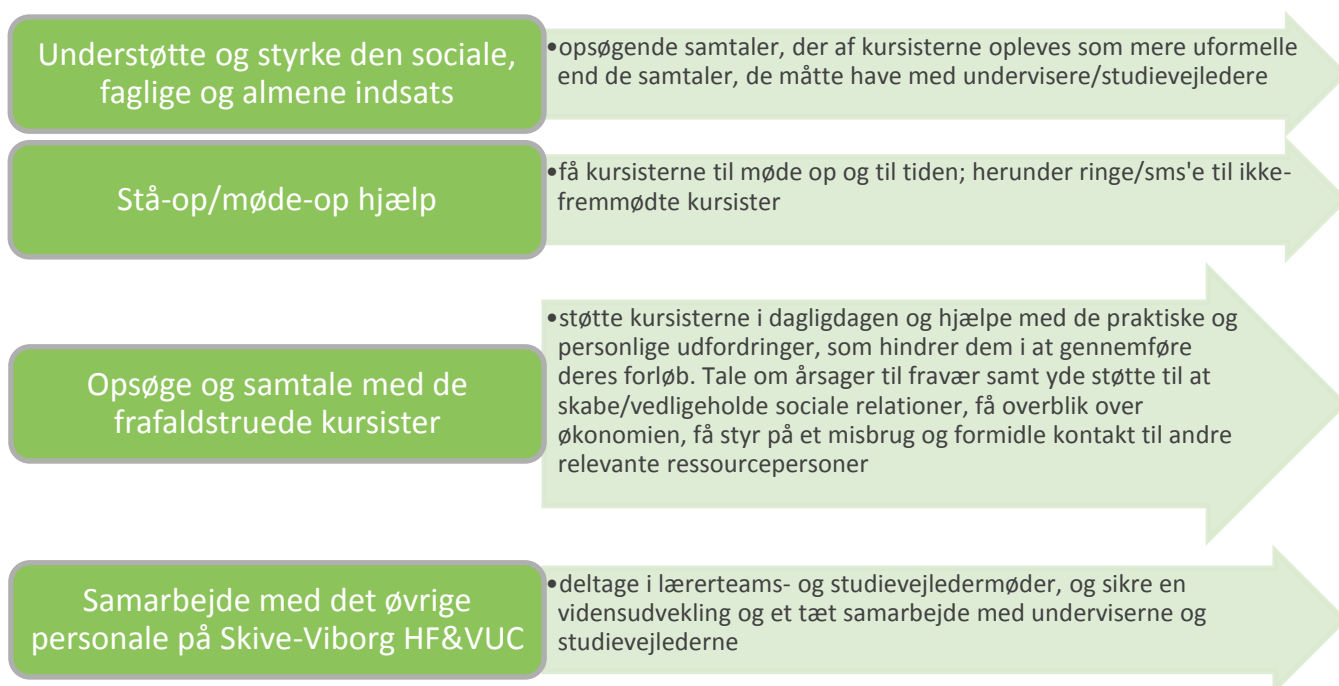 Understøtte og styrke den sociale,
faglige og almene indsats
•opsøgende samtaler, der af kursisterne opleves som mere uformelle
end de samtaler, de måtte have med undervisere/studievejledere
Stå-op/møde-op hjælp
•få kursisterne til møde op og til tiden; herunder ringe/sms'e til ikke-
fremmødte kursister
Opsøge og samtale med de
frafaldstruede kursister
•støtte kursisterne i dagligdagen og hjælpe med de praktiske og
personlige udfordringer, som hindrer dem i at gennemføre
deres forløb. Tale om årsager til fravær samt yde støtte til at
skabe/vedligeholde sociale relationer, få overblik over
økonomien, få styr på et misbrug og formidle kontakt til andre
relevante ressourcepersoner
Samarbejde med det øvrige
personale på Skive-Viborg HF&VUC
•deltage i lærerteams- og studievejledermøder, og sikre en
vidensudvekling og et tæt samarbejde med underviserne og
studievejlederne